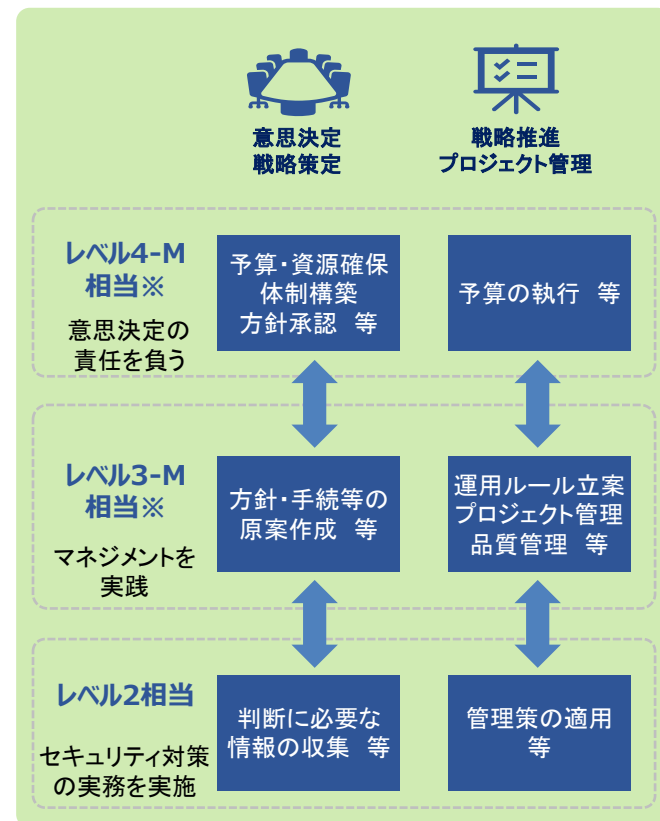 意思決定
戦略策定
戦略推進
プロジェクト管理
レベル4-M
相当※
意思決定の
責任を負う
予算・資源確保
体制構築
方針承認 等
予算の執行 等
レベル3-M
相当※
マネジメントを
実践
方針・手続等の
原案作成 等
運用ルール立案
プロジェクト管理
品質管理 等
レベル2相当
セキュリティ対策
の実務を実施
判断に必要な
情報の収集 等
管理策の適用
等